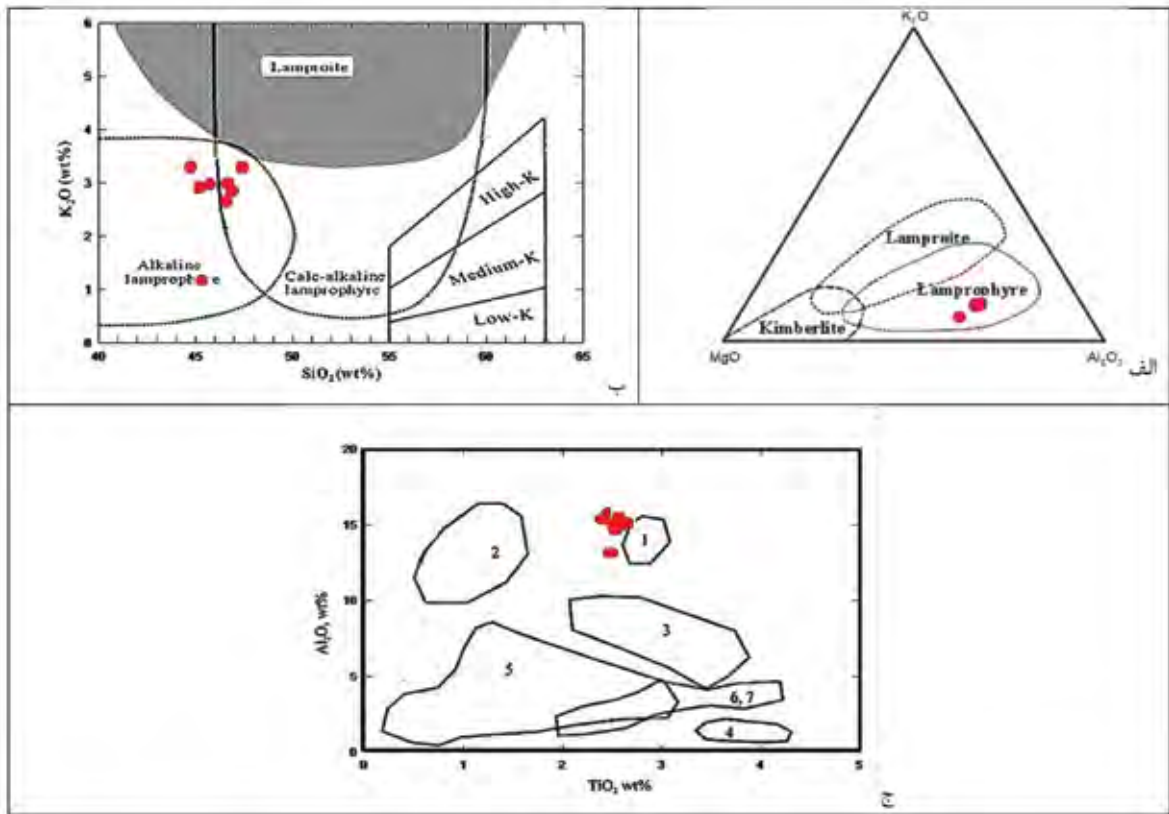 6
5
4
3
2
1
0
K₂O (wt%)
40 45 50 55 60 65
SiO₂ (wt%)
Lamproite
High-K
Medium-K
Low-K
Alkaline
lamprophyre
Calc-alkaline
lamprophyre
ب
K₂O
Lamproite
Lamprophyre
Kimberlite
MgO
Al₂O₃
الف
20
15
10
5
0
Al₂O₃ wt%
0 1 2 3 4 5
TiO₂ wt%
1
2
3
5
6, 7
4
ج